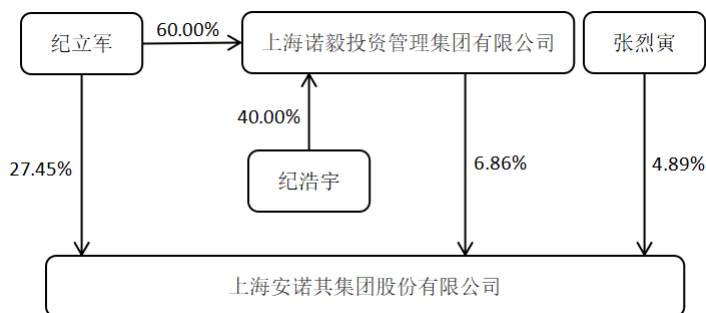 纪立军
60.00%
上海诺毅投资管理集团有限公司
张烈寅
40.00%
27.45%
纪浩宇
6.86%
4.89%
上海安诺其集团股份有限公司